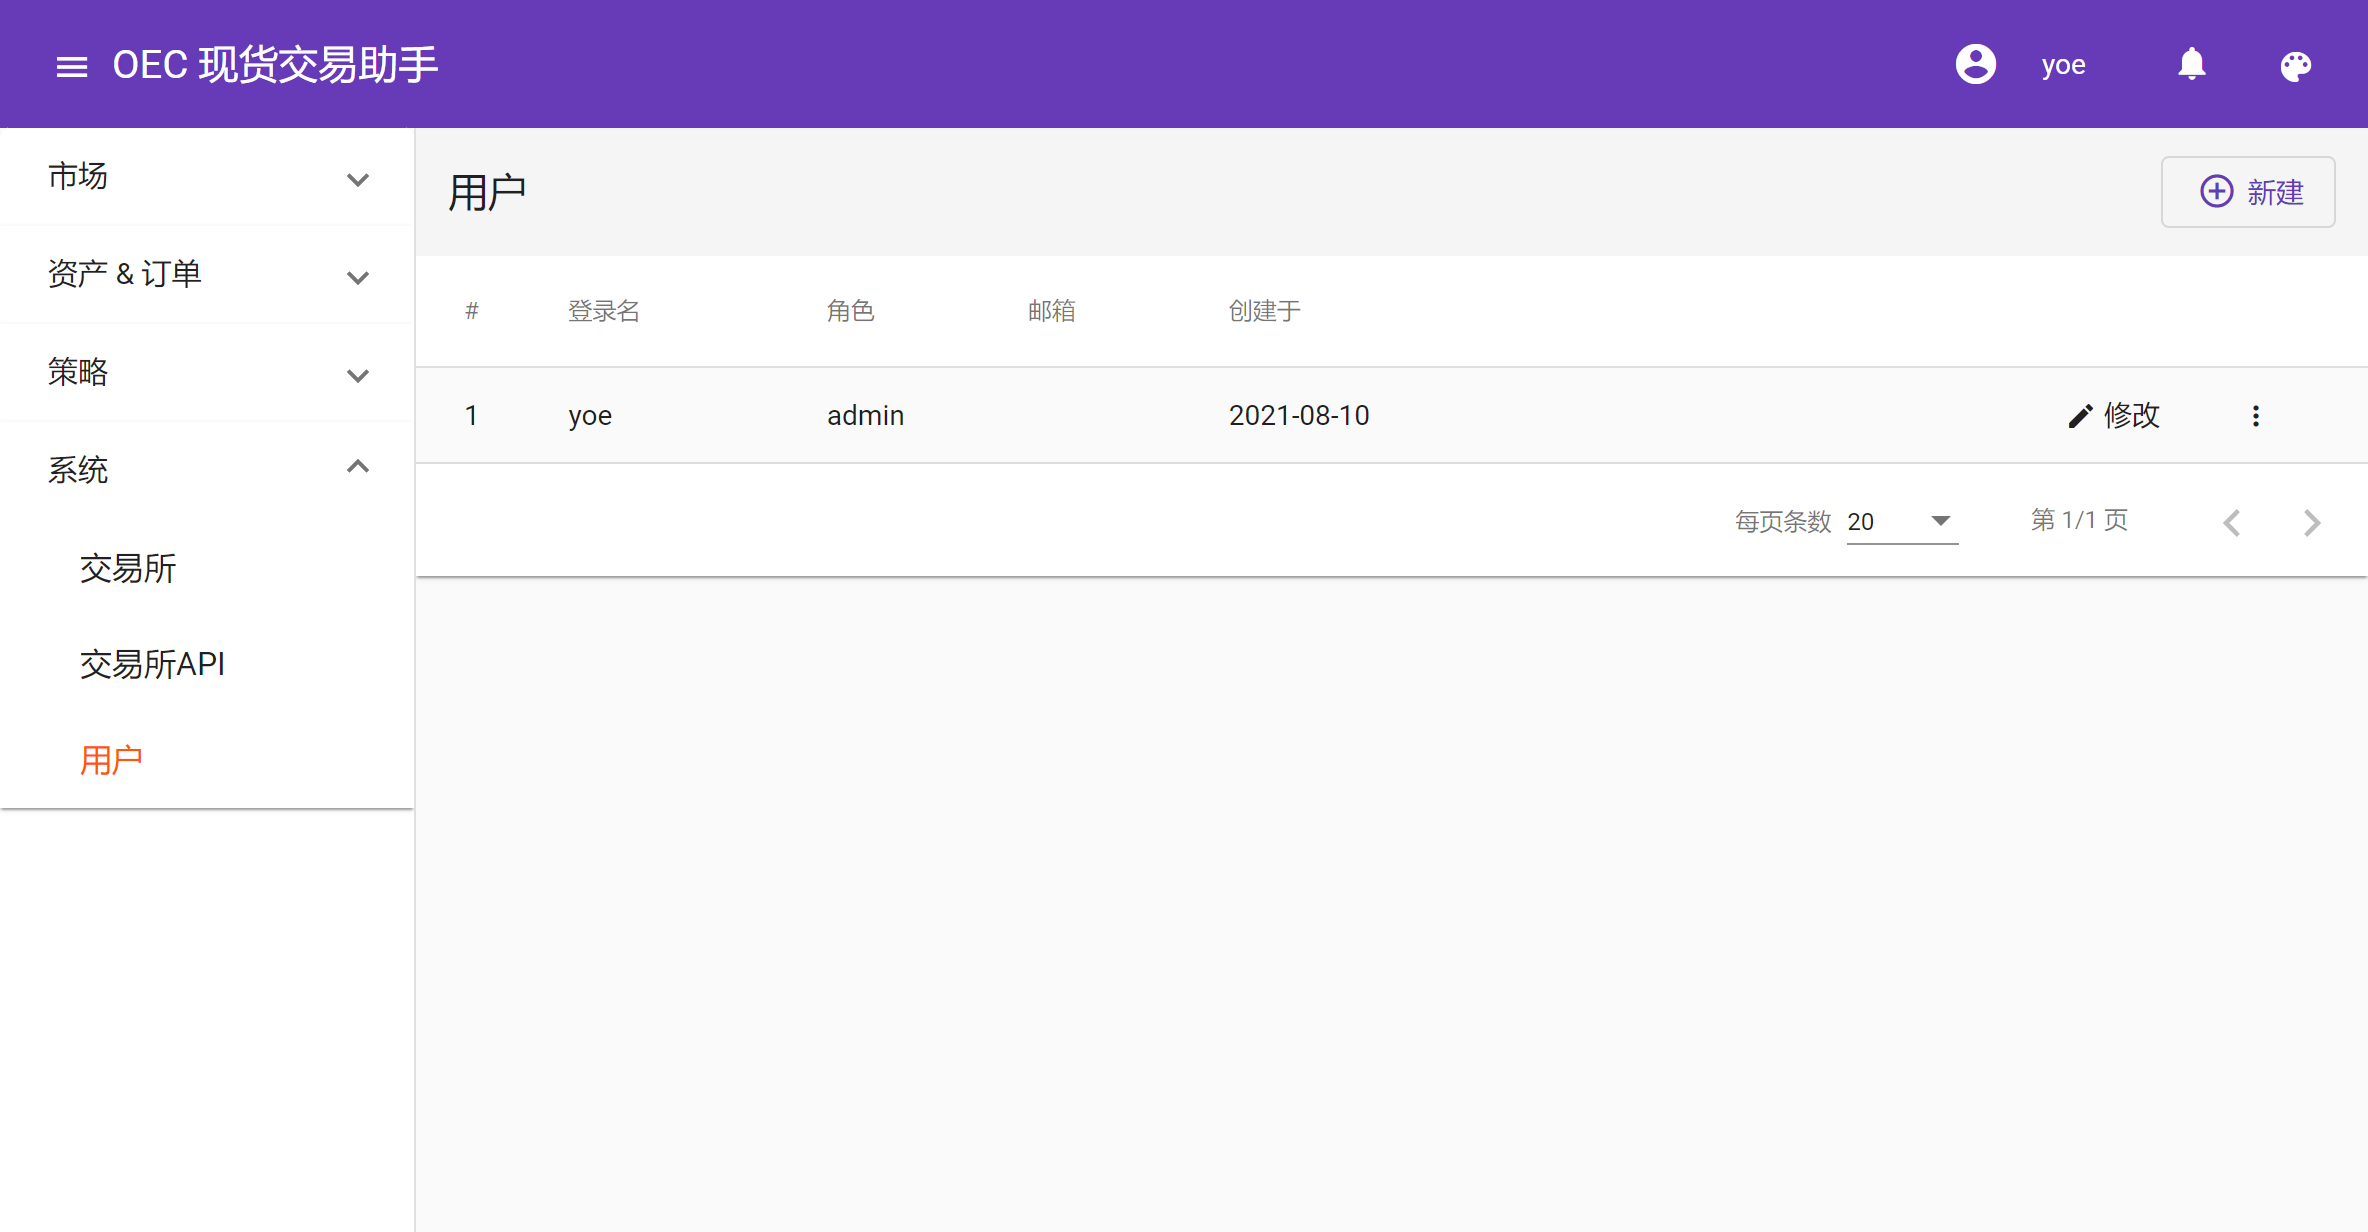 OEC 现货交易助手
yoe
市场
资产 & 订单
策略
系统
交易所
交易所API
用户
用户
新建
# 登录名 角色 邮箱 创建于
1 yoe admin 2021-08-10 修改
每页条数 20 第 1/1 页